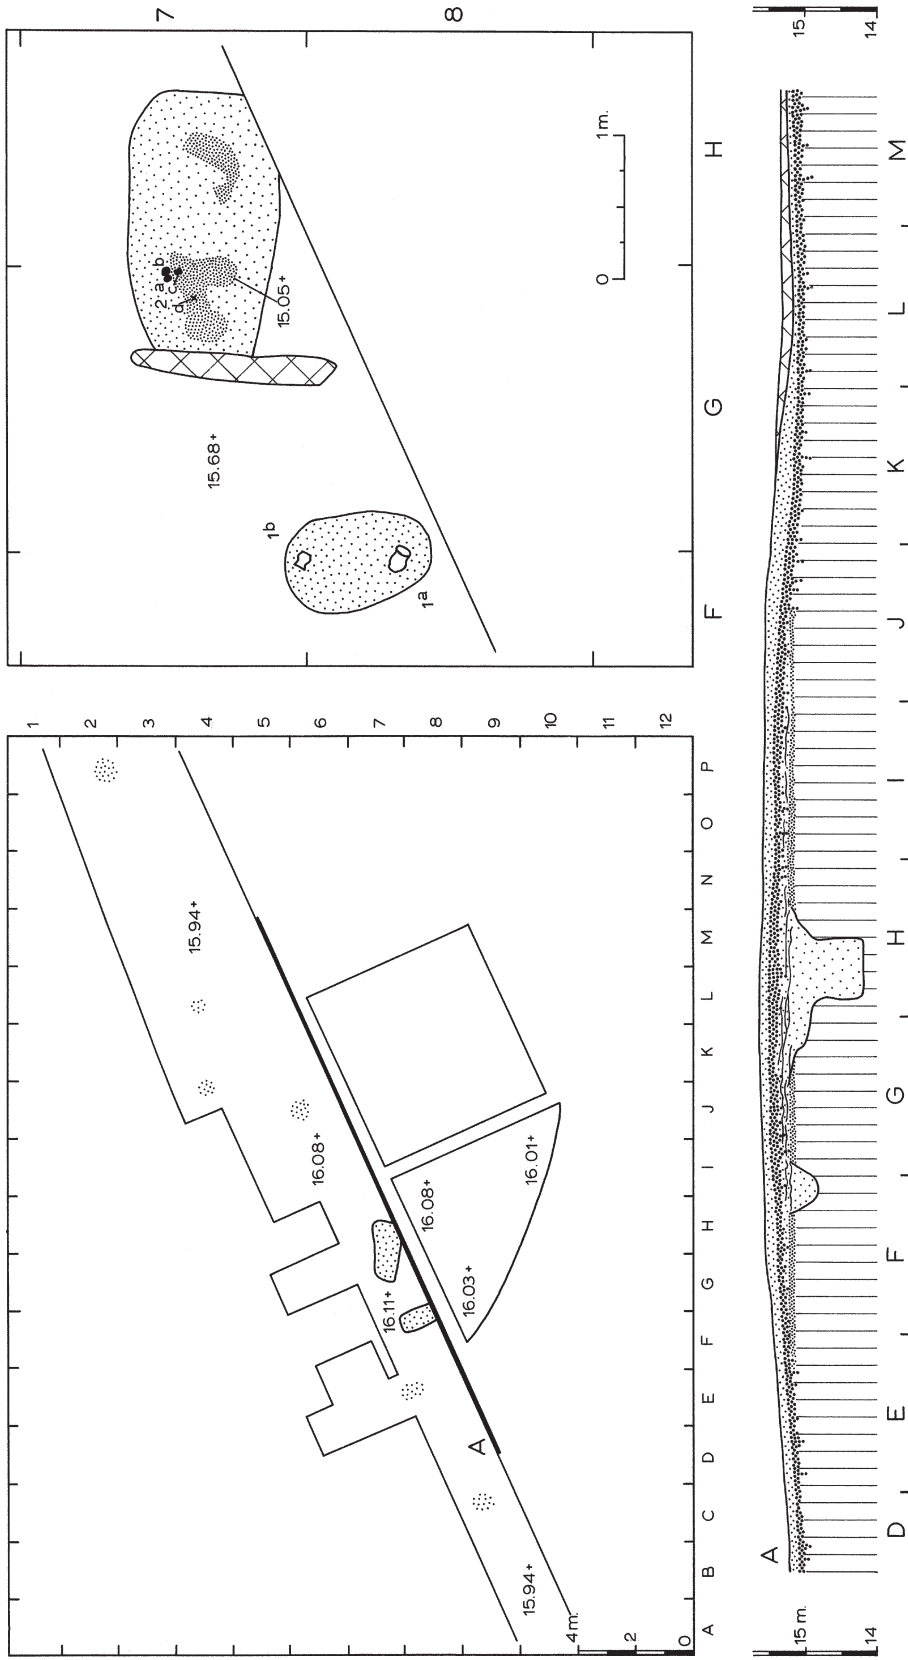 7
8
2 a b
c
d
15.05+
15.68+
1b
1a
0 1m.
F G H
1
2
3
4
5
6
7
8
9
10
11
12
15.94+
16.08+
16.11+
16.08+
16.01+
16.03+
A
15.94+
4m.
2
0
A B C D E F G H I J K L M N O P
A
15m.
14
15
14
D E F G H I J K L M